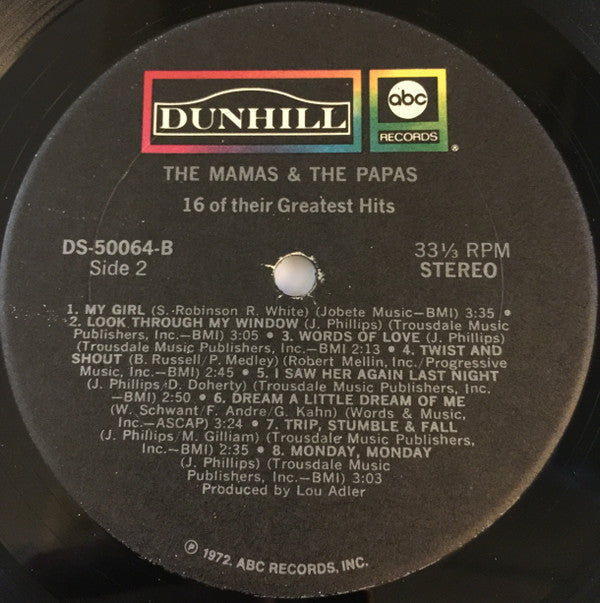 DUNHILL
abc
RECORDS
®
THE MAMAS & THE PAPAS
16 of their Greatest Hits
DS-50064-B
Side 2
33⅓ RPM
STEREO
1. MY GIRL (S. Robinson R. White) (Jobete Music—BMI) 3:35 •
2. LOOK THROUGH MY WINDOW (J. Phillips) (Trousdale Music
Publishers, Inc.—BMI) 3:05 • 3. WORDS OF LOVE (J. Phillips)
(Trousdale Music Publishers, Inc.—BMI 2:13 • 4. TWIST AND
SHOUT (B. Russell/P. Medley) (Robert Mellin, Inc./Progressive
Music, Inc.—BMI) 2:45 • 5. I SAW HER AGAIN LAST NIGHT
(J. Phillips/D. Doherty) (Trousdale Music Publishers, Inc.
—BMI) 2:50 • 6. DREAM A LITTLE DREAM OF ME
(W. Schwant/F. Andre/G. Kahn) (Words & Music,
Inc.—ASCAP) 3:24 • 7. TRIP, STUMBLE & FALL
(J. Phillips/M. Gilliam) (Trousdale Music Publishers,
Inc.—BMI) 2:35 • 8. MONDAY, MONDAY
(J. Phillips) (Trousdale Music
Publishers, Inc.—BMI) 3:03
Produced by Lou Adler
℗ 1972. ABC RECORDS, INC.